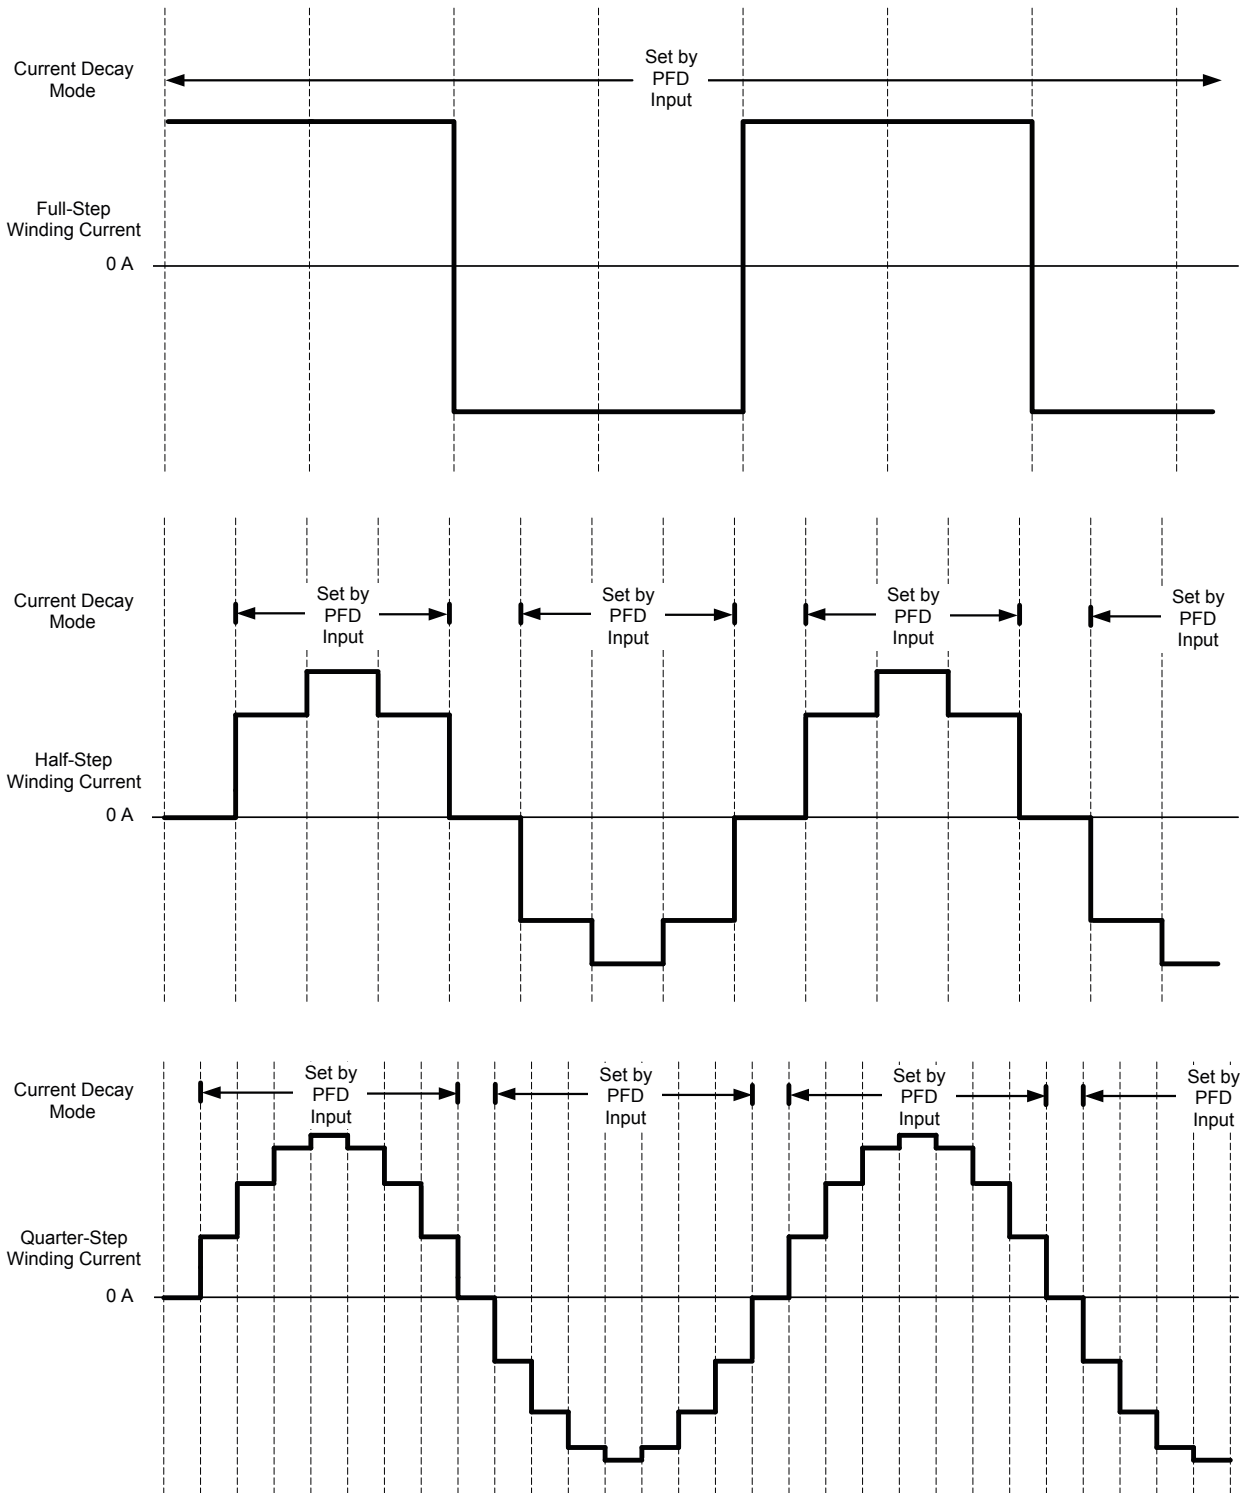 Current Decay
Mode
Set by
PFD
Input
Full-Step
Winding Current
0 A
Current Decay
Mode
Set by
PFD
Input
Set by
PFD
Input
Set by
PFD
Input
Set by
PFD
Input
Half-Step
Winding Current
0 A
Current Decay
Mode
Set by
PFD
Input
Set by
PFD
Input
Set by
PFD
Input
Set by
PFD
Input
Quarter-Step
Winding Current
0 A